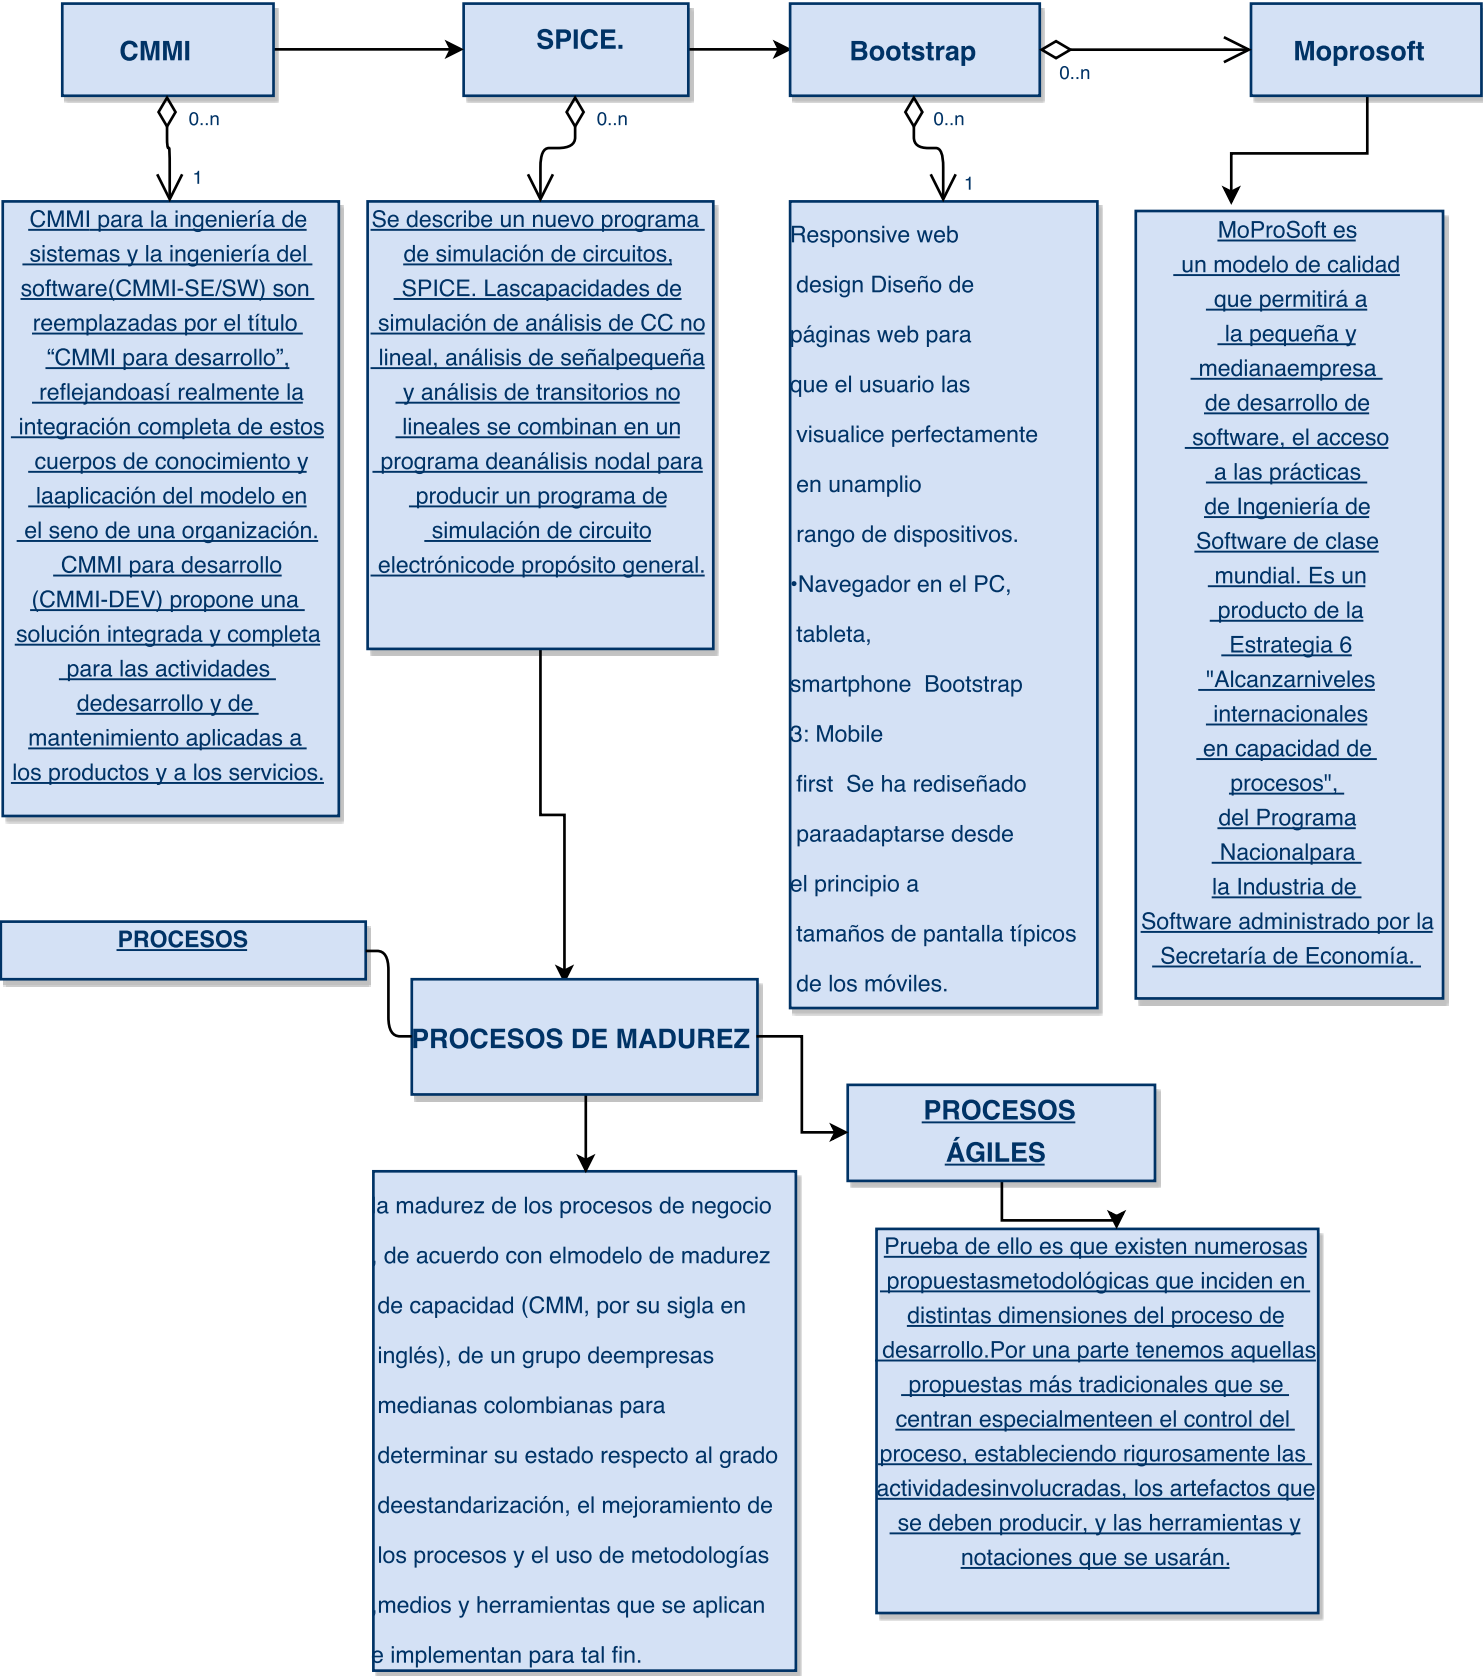 CMMI
SPICE.
Bootstrap
Moprosoft
0..n
0..n
0..n
0..n
1
1
CMMI para la ingeniería de
sistemas y la ingeniería del
software(CMMI-SE/SW) son
reemplazadas por el título
“CMMI para desarrollo”,
reflejandoasí realmente la
integración completa de estos
cuerpos de conocimiento y
laaplicación del modelo en
el seno de una organización.
CMMI para desarrollo
(CMMI-DEV) propone una
solución integrada y completa
para las actividades
dedesarrollo y de
mantenimiento aplicadas a
los productos y a los servicios.
Se describe un nuevo programa
de simulación de circuitos,
SPICE. Lascapacidades de
simulación de análisis de CC no
lineal, análisis de señalpequeña
y análisis de transitorios no
lineales se combinan en un
programa deanálisis nodal para
producir un programa de
simulación de circuito
electrónicode propósito general.
Responsive web
design Diseño de
páginas web para
que el usuario las
visualice perfectamente
en unamplio
rango de dispositivos.
•Navegador en el PC,
tableta,
smartphone  Bootstrap
3: Mobile
first  Se ha rediseñado
paraadaptarse desde
el principio a
tamaños de pantalla típicos
de los móviles.
MoProSoft es
un modelo de calidad
que permitirá a
la pequeña y
medianaempresa
de desarrollo de
software, el acceso
a las prácticas
de Ingeniería de
Software de clase
mundial. Es un
producto de la
Estrategia 6
"Alcanzarniveles
internacionales
en capacidad de
procesos",
del Programa
Nacionalpara
la Industria de
Software administrado por la
Secretaría de Economía.
PROCESOS
PROCESOS DE MADUREZ
PROCESOS
ÁGILES
la madurez de los procesos de negocio
, de acuerdo con elmodelo de madurez
de capacidad (CMM, por su sigla en
inglés), de un grupo deempresas
medianas colombianas para
determinar su estado respecto al grado
deestandarización, el mejoramiento de
los procesos y el uso de metodologías
,medios y herramientas que se aplican
e implementan para tal fin.
Prueba de ello es que existen numerosas
propuestasmetodológicas que inciden en
distintas dimensiones del proceso de
desarrollo.Por una parte tenemos aquellas
propuestas más tradicionales que se
centran especialmenteen el control del
proceso, estableciendo rigurosamente las
actividadesinvolucradas, los artefactos que
se deben producir, y las herramientas y
notaciones que se usarán.